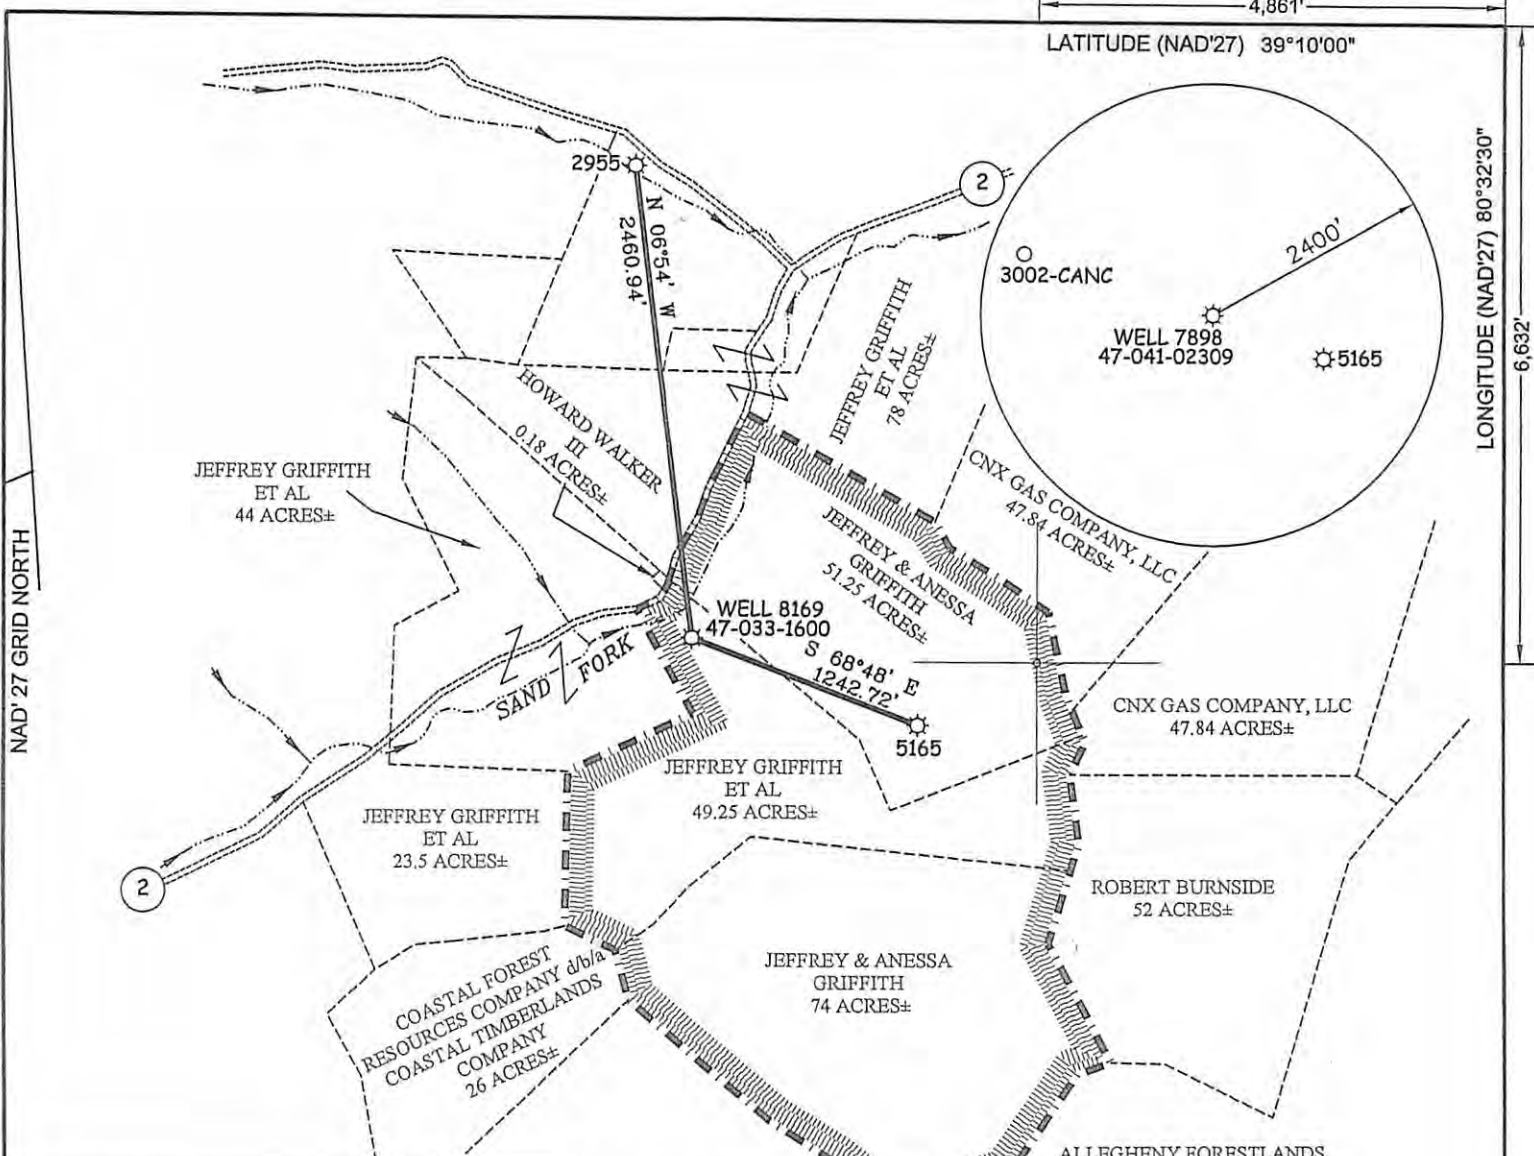 4,861'
LATITUDE (NAD'27) 39°10'00"
LONGITUDE (NAD'27) 80°32'30"
6,632'
2955
2
N 06°54' W
2460.94'
2400'
3002-CANC
WELL 7898
47-041-02309
5165
JEFFREY GRIFFITH
ET AL
78 ACRES±
HOWARD WALKER
III
0.18 ACRES±
JEFFREY GRIFFITH
ET AL
44 ACRES±
CNX GAS COMPANY, LLC
47.84 ACRES±
JEFFREY & ANESSA
GRIFFITH
51.25 ACRES±
NAD' 27 GRID NORTH
WELL 8169
47-033-1600
S 68°48' E
1242.72'
SAND FORK
5165
CNX GAS COMPANY, LLC
47.84 ACRES±
JEFFREY GRIFFITH
ET AL
49.25 ACRES±
JEFFREY GRIFFITH
ET AL
23.5 ACRES±
2
ROBERT BURNSIDE
52 ACRES±
JEFFREY & ANESSA
GRIFFITH
74 ACRES±
COASTAL FOREST
RESOURCES COMPANY d/b/a
COASTAL TIMBERLANDS
COMPANY
26 ACRES±
ALLEGHENY FORESTLANDS